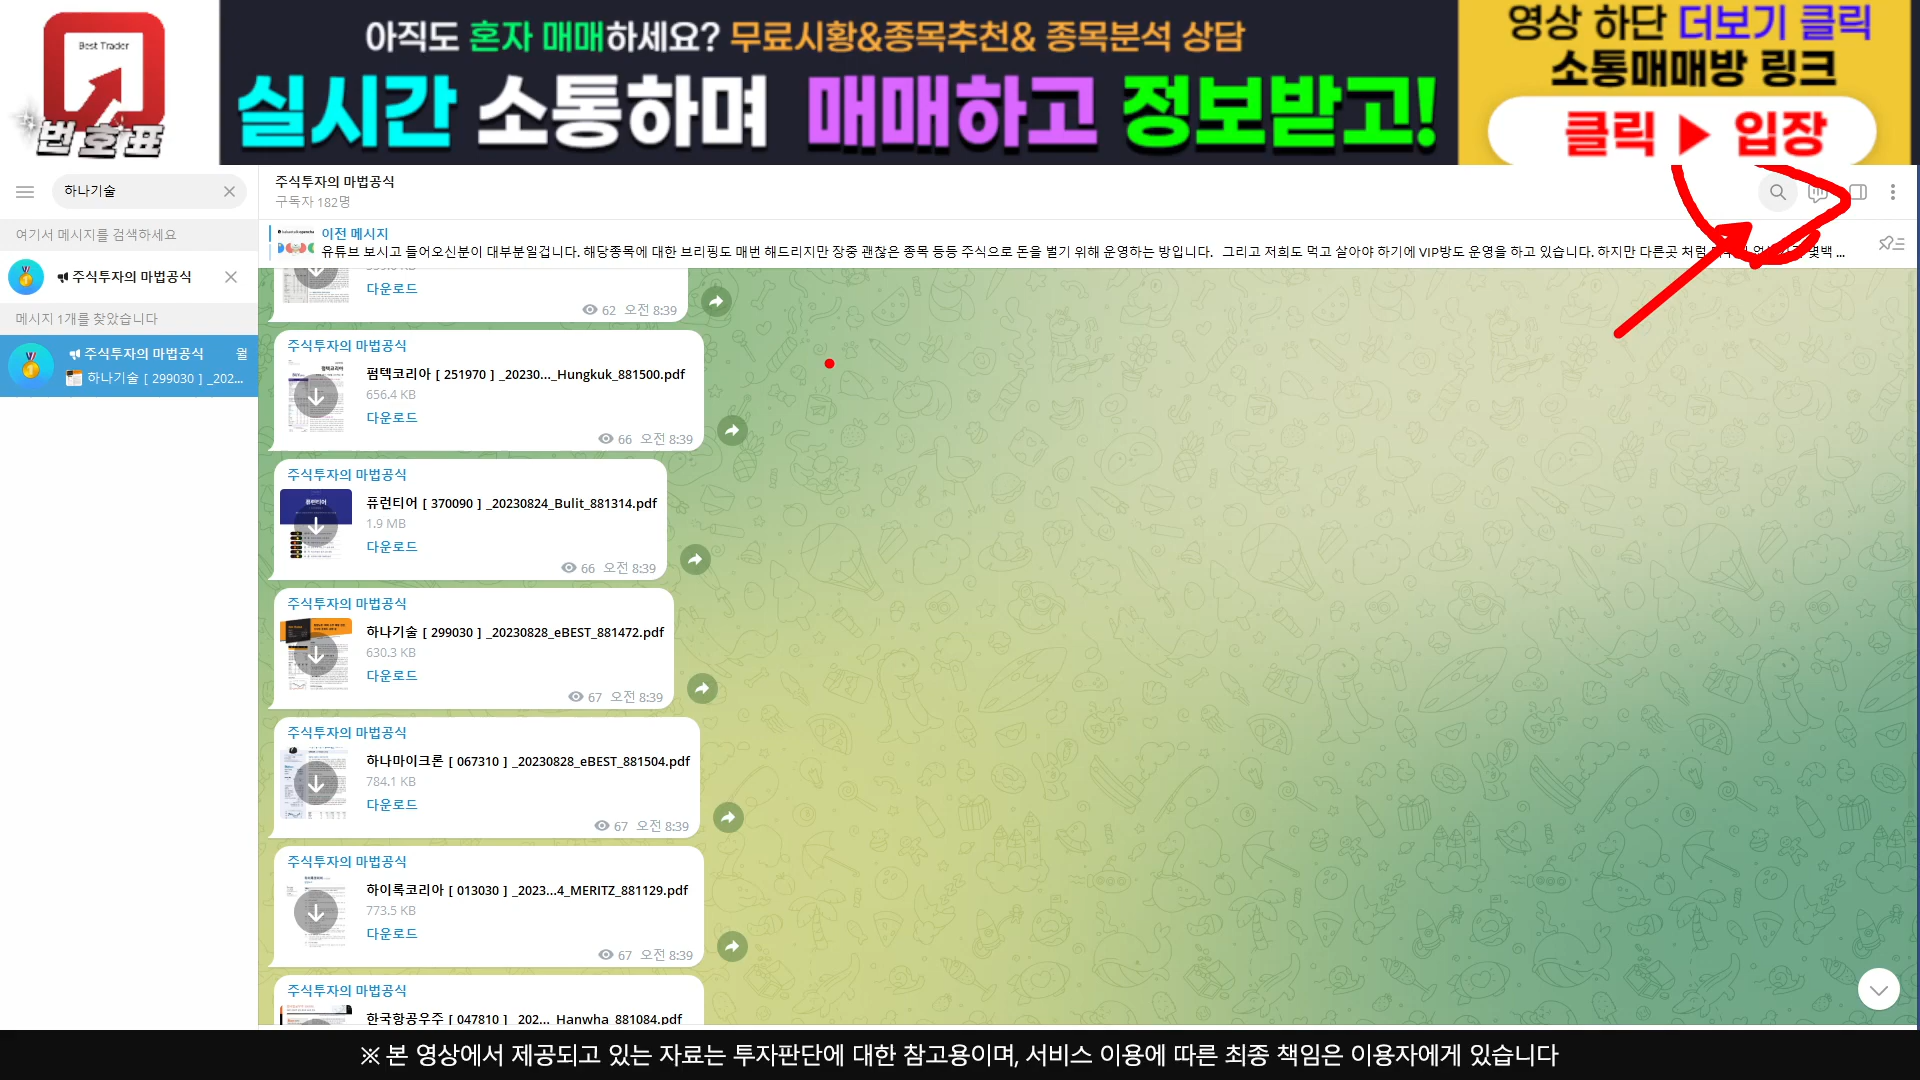 Best Trader
번호표
아직도 혼자 매매하세요? 무료시황&종목추천& 종목분석 상담
실시간 소통하며 매매하고 정보받고!
영상 하단 더보기 클릭
소통매매방 링크
클릭 ▶ 입장
하나기술
여기서 메시지를 검색하세요
주식투자의 마법공식
메시지 1개를 찾았습니다
주식투자의 마법공식 월
하나기술 [ 299030 ] _202...
주식투자의 마법공식
구독자 182명
이전 메시지
유튜브 보시고 들어오신분이 대부분일겁니다. 해당종목에 대한 브리핑도 매번 해드리지만 장중 괜찮은 종목 등등 주식으로 돈을 벌기 위해 운영하는 방입니다. 그리고 저희도 먹고 살아야 하기에 VIP방도 운영을 하고 있습니다. 하지만 다른곳 처럼 몇백 ...
다운로드
62 오전 8:39
주식투자의 마법공식
펌텍코리아 [ 251970 ] _20230..._Hungkuk_881500.pdf
656.4 KB
다운로드
66 오전 8:39
주식투자의 마법공식
퓨런티어 [ 370090 ] _20230824_Bulit_881314.pdf
1.9 MB
다운로드
66 오전 8:39
주식투자의 마법공식
하나기술 [ 299030 ] _20230828_eBEST_881472.pdf
630.3 KB
다운로드
67 오전 8:39
주식투자의 마법공식
하나마이크론 [ 067310 ] _20230828_eBEST_881504.pdf
784.1 KB
다운로드
67 오전 8:39
주식투자의 마법공식
하이록코리아 [ 013030 ] _2023...4_MERITZ_881129.pdf
773.5 KB
다운로드
67 오전 8:39
주식투자의 마법공식
한국항공우주 [ 047810 ] _202..._Hanwha_881084.pdf
※ 본 영상에서 제공되고 있는 자료는 투자판단에 대한 참고용이며, 서비스 이용에 따른 최종 책임은 이용자에게 있습니다